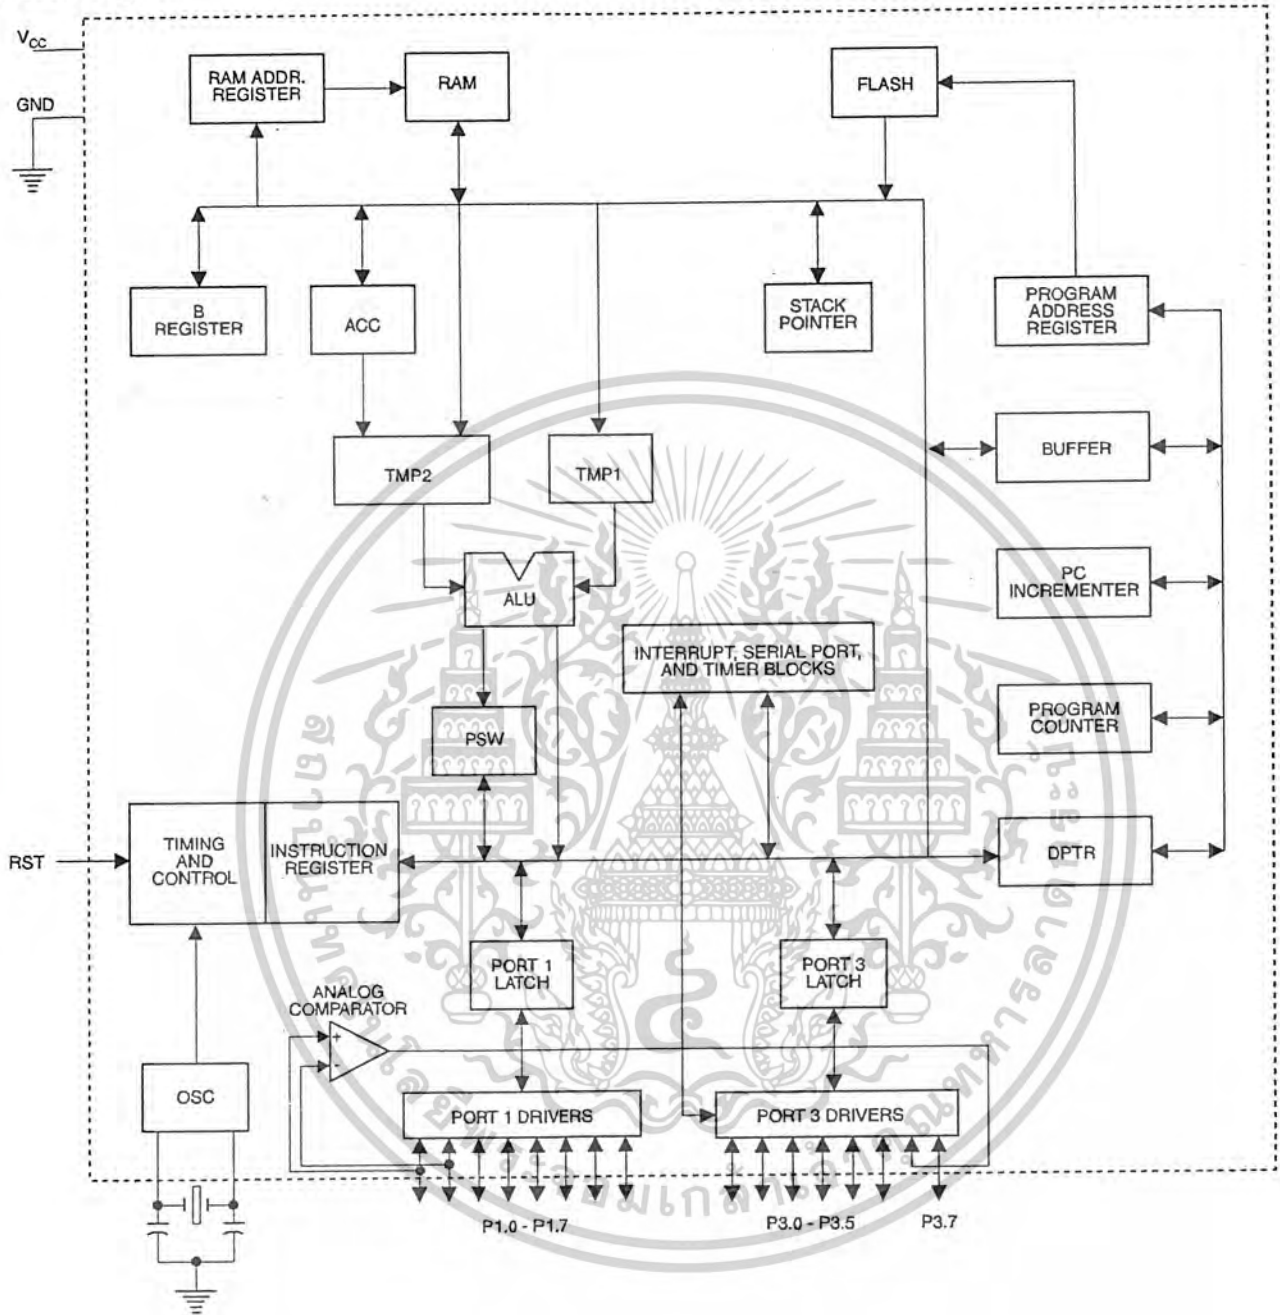 VCC
GND
RAM ADDR.
REGISTER
RAM
FLASH
B
REGISTER
ACC
STACK
POINTER
PROGRAM
ADDRESS
REGISTER
TMP2
TMP1
BUFFER
ALU
PC
INCREMENTER
INTERRUPT, SERIAL PORT,
AND TIMER BLOCKS
PSW
PROGRAM
COUNTER
RST
TIMING
AND
CONTROL
INSTRUCTION
REGISTER
DPTR
PORT 1
LATCH
PORT 3
LATCH
ANALOG
COMPARATOR
+
-
OSC
PORT 1 DRIVERS
PORT 3 DRIVERS
P1.0 - P1.7
P3.0 - P3.5
P3.7